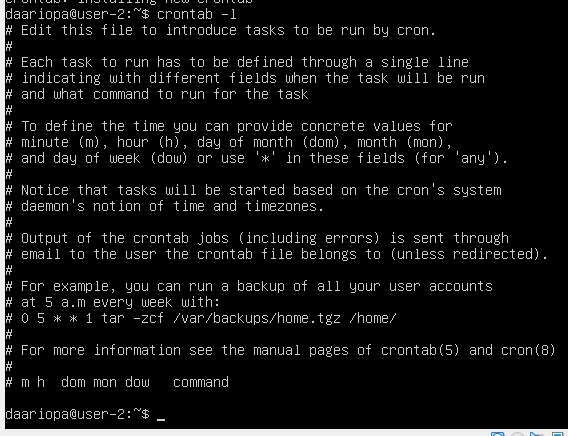 crontab: installing new crontab
daariopa@user-2:~$ crontab -l
# Edit this file to introduce tasks to be run by cron.
#
# Each task to run has to be defined through a single line
# indicating with different fields when the task will be run
# and what command to run for the task
#
# To define the time you can provide concrete values for
# minute (m), hour (h), day of month (dom), month (mon),
# and day of week (dow) or use '*' in these fields (for 'any').
#
# Notice that tasks will be started based on the cron's system
# daemon's notion of time and timezones.
#
# Output of the crontab jobs (including errors) is sent through
# email to the user the crontab file belongs to (unless redirected).
#
# For example, you can run a backup of all your user accounts
# at 5 a.m every week with:
# 0 5 * * 1 tar -zcf /var/backups/home.tgz /home/
#
# For more information see the manual pages of crontab(5) and cron(8)
#
# m h  dom mon dow   command

daariopa@user-2:~$ _